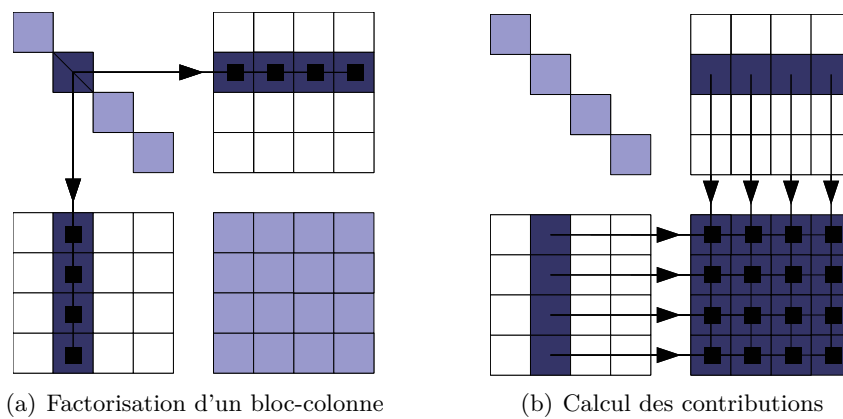 (a) Factorisation d'un bloc-colonne
(b) Calcul des contributions